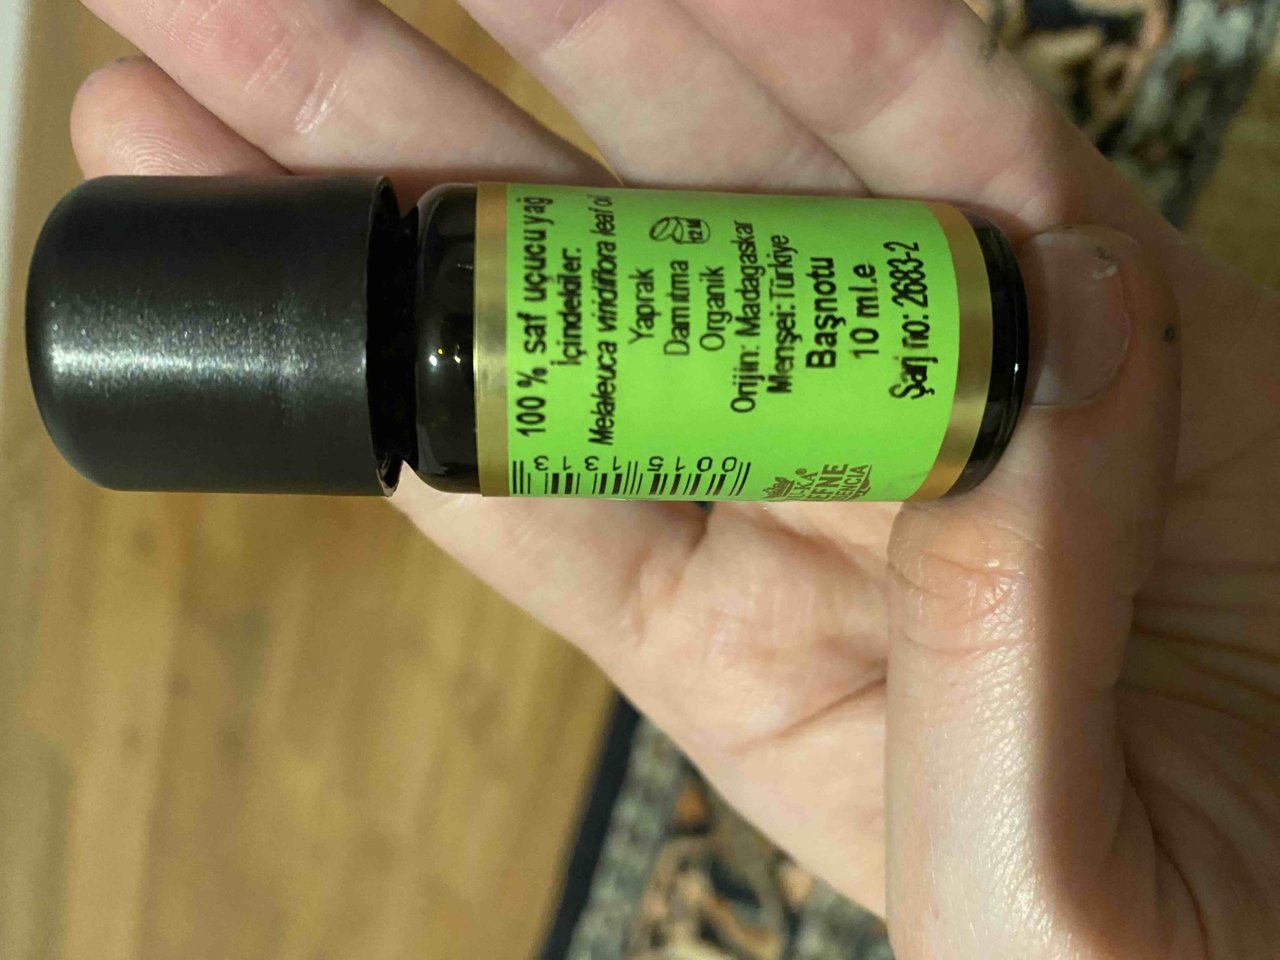 100 % saf uçucu yağ
İçindekiler:
Melaleuca viridiflora leaf oil
Yaprak
12 M
Damıtma
Organik
Orijin: Madagaskar
Menşei: Türkiye
Başnotu
10 ml.e
Şarj no: 2683-2